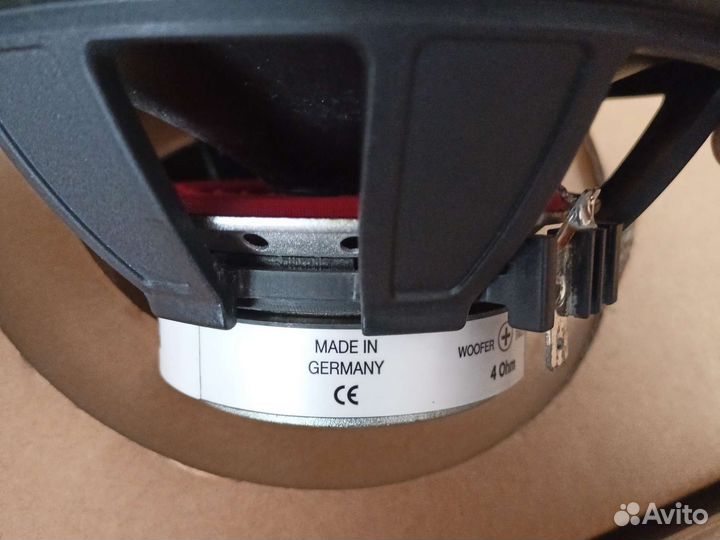 MADE IN
GERMANY
CE
WOOFER +
4 Ohm
Avito